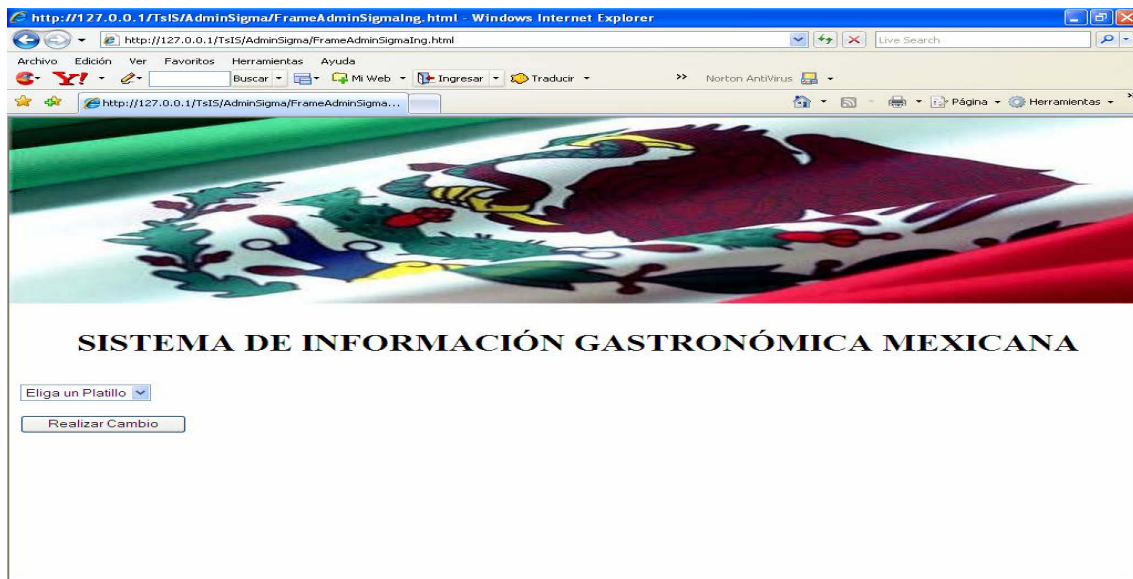 http://127.0.0.1/TsIS/AdminSigma/FrameAdminSigmaIng.html - Windows Internet Explorer
http://127.0.0.1/TsIS/AdminSigma/FrameAdminSigmaIng.html
Live Search
Archivo Edición Ver Favoritos Herramientas Ayuda
Y! Buscar Mi Web Ingresar Traducir >> Norton AntiVirus
http://127.0.0.1/TsIS/AdminSigma/FrameAdminSigma...
Página Herramientas >>
SISTEMA DE INFORMACIÓN GASTRONÓMICA MEXICANA
Eliga un Platillo
Realizar Cambio